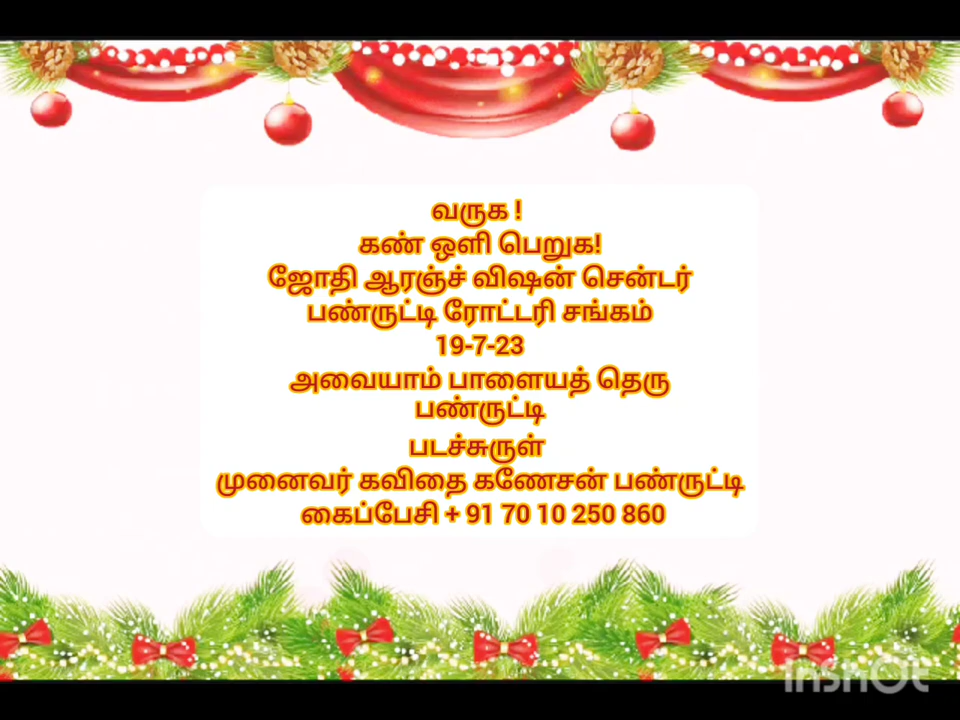 வருக !
கண் ஒளி பெறுக!
ஜோதி ஆரஞ்ச் விஷன் சென்டர்
பண்ருட்டி ரோட்டரி சங்கம்
19-7-23
அவையாம் பாளையத் தெரு
பண்ருட்டி
படச்சுருள்
முனைவர் கவிதை கணேசன் பண்ருட்டி
கைப்பேசி + 91 70 10 250 860
InShOt